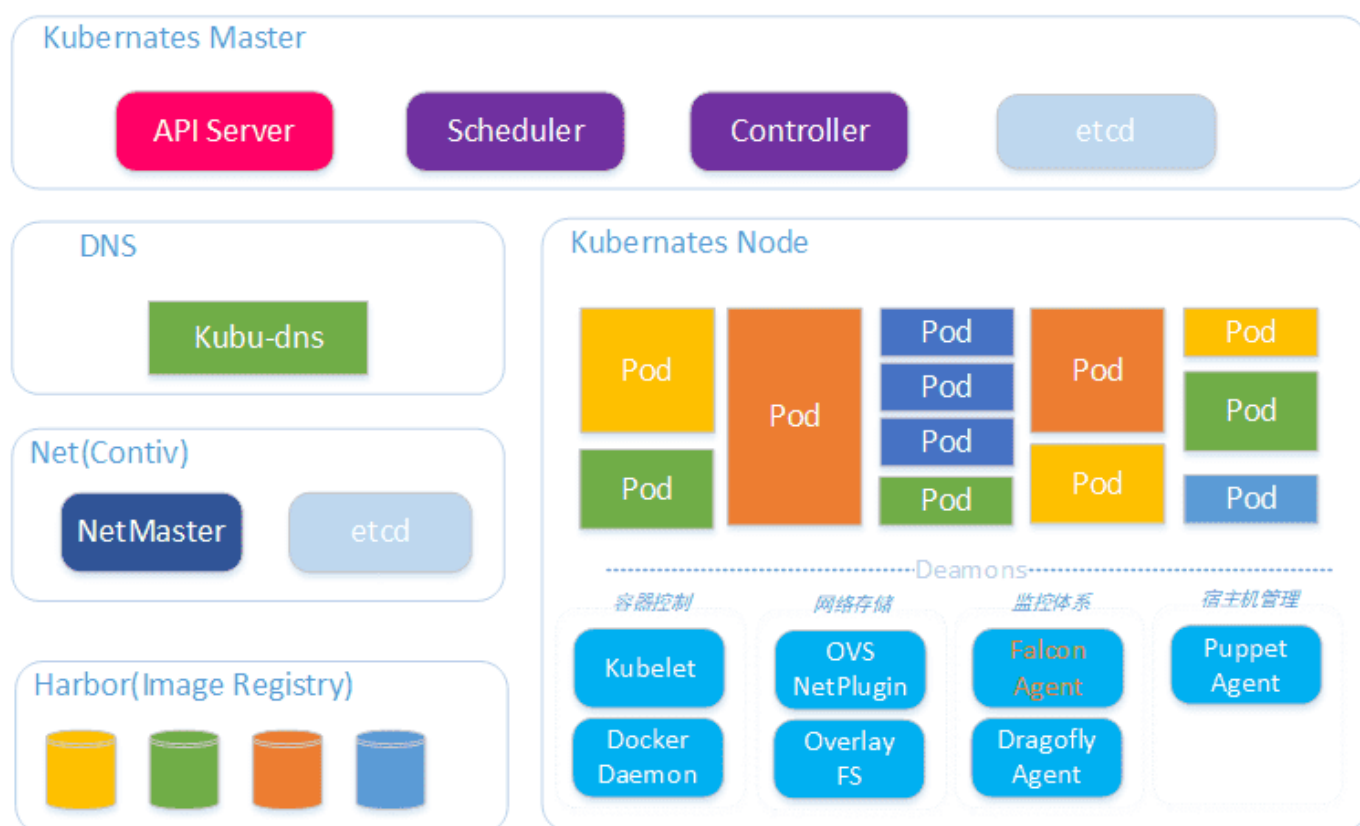 Kubernates Master
API Server
Scheduler
Controller
etcd
DNS
Kubu-dns
Net(Contiv)
NetMaster
etcd
Harbor(Image Registry)
Kubernates Node
Pod
Pod
Pod
Pod
Pod
Pod
Pod
Pod
Pod
Pod
Pod
Pod
Deamons
容器控制
Kubelet
Docker
Daemon
网络存储
OVS
NetPlugin
Overlay
FS
监控体系
Falcon
Agent
Dragofly
Agent
宿主机管理
Puppet
Agent